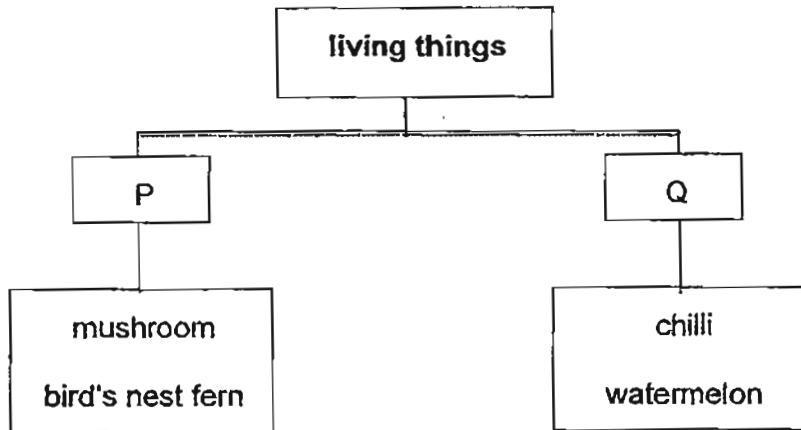 living things
P
Q
mushroom
bird's nest fern
chilli
watermelon